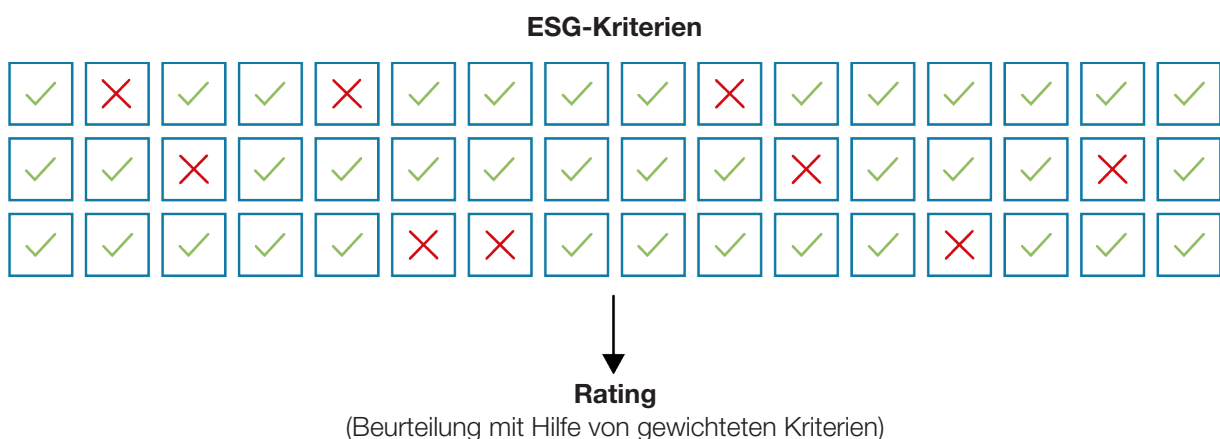 ESG-Kriterien
Rating
(Beurteilung mit Hilfe von gewichteten Kriterien)